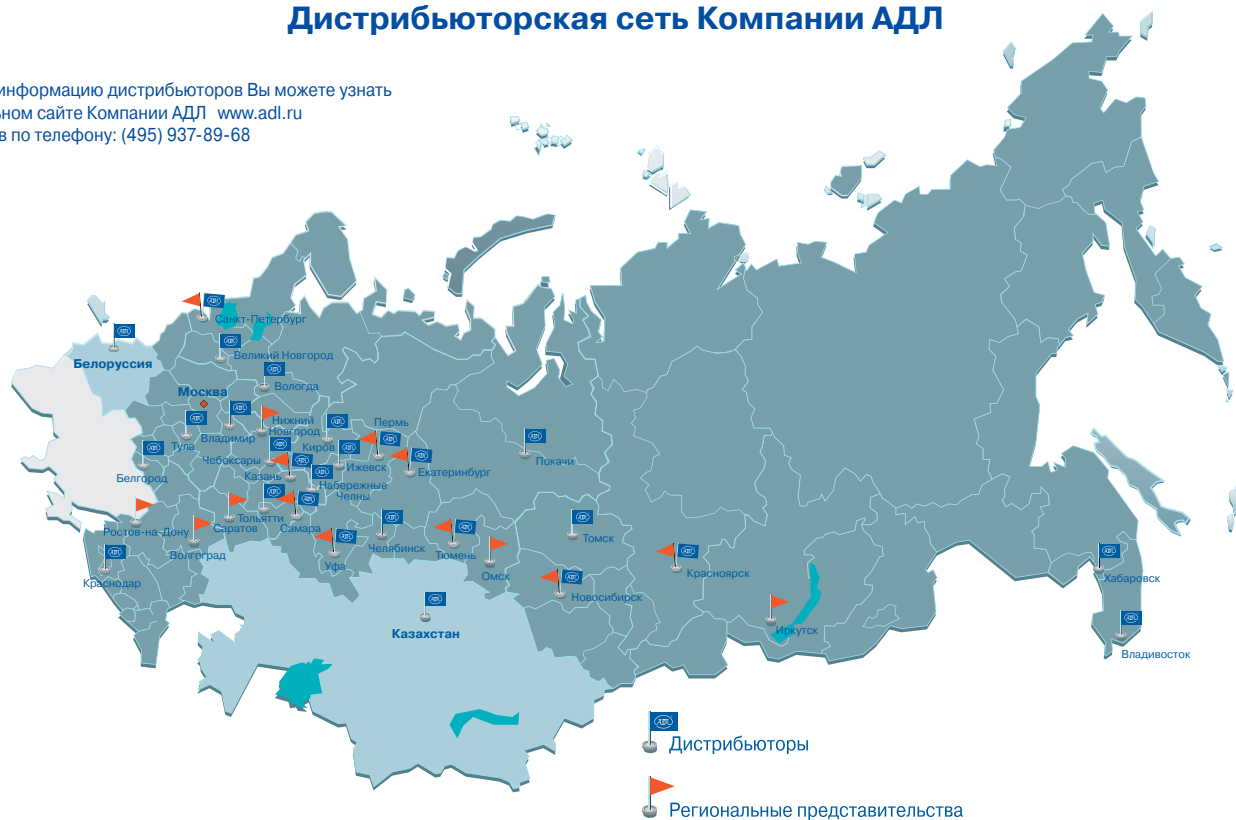 Дистрибьюторская сеть Компании АДЛ
информацию дистрибьюторов Вы можете узнать
ном сайте Компании АДЛ www.adl.ru
в по телефону: (495) 937-89-68
Санкт-Петербург
Белоруссия
Великий Новгород
Вологда
Москва
Нижний
Новгород
Пермь
Тула
Владимир
Киров
Покачи
Чобоксары
Ижевск
Екатеринбург
Белгород
Казань
Набережные
Челны
Ростов-на-Дону
Саратов
Тольятти
Самара
Волгоград
Челябинск
Тюмень
Томск
Уфа
Омск
Красноярск
Хабаровск
Краснодар
Новосибирск
Казахстан
Иркутск
Владивосток
Дистрибьюторы
Региональные представительства